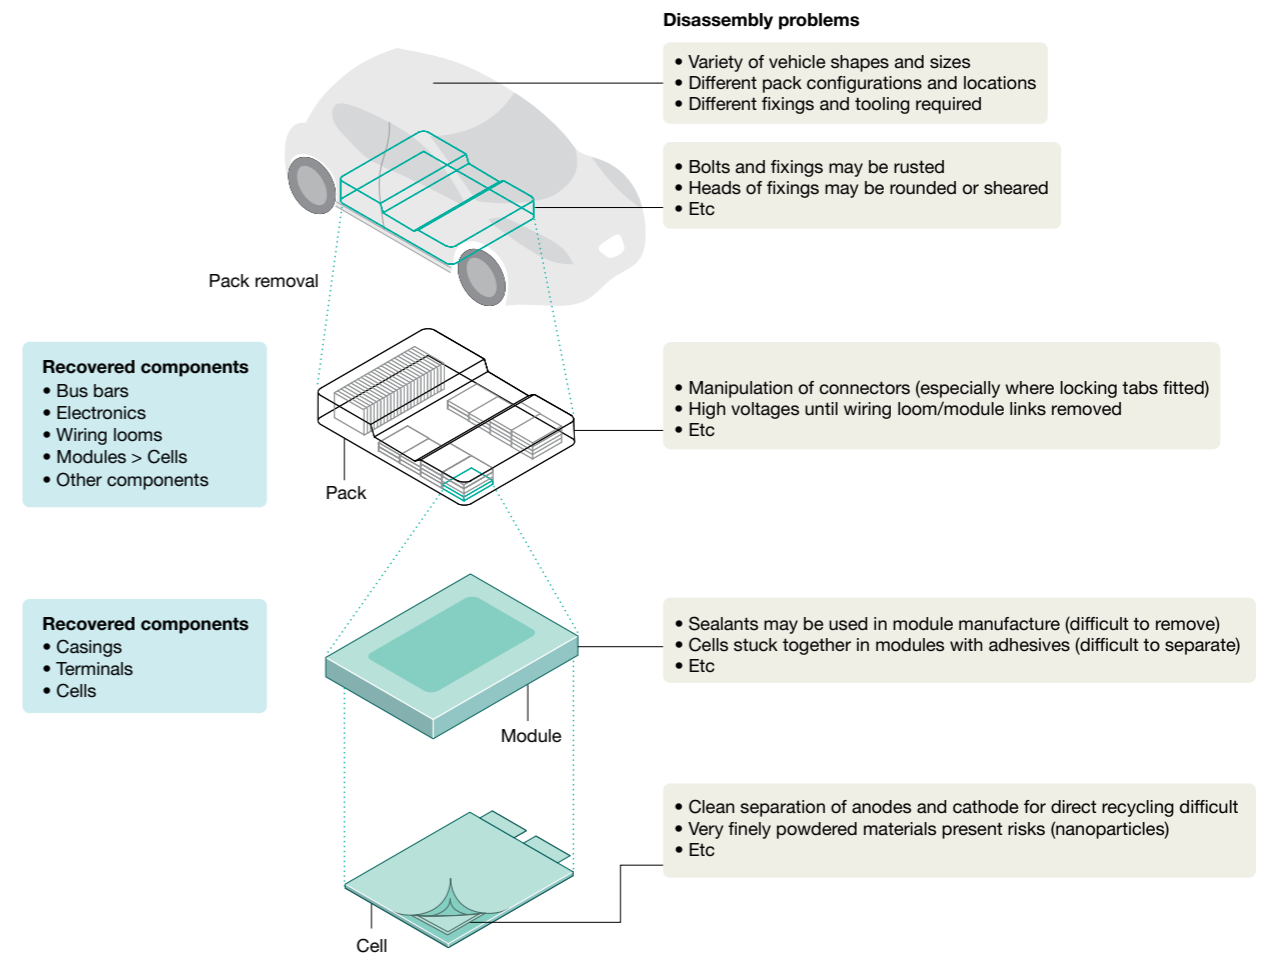 Disassembly problems
• Variety of vehicle shapes and sizes
• Different pack configurations and locations
• Different fixings and tooling required
• Bolts and fixings may be rusted
• Heads of fixings may be rounded or sheared
• Etc
Pack removal
Recovered components
• Bus bars
• Electronics
• Wiring looms
• Modules > Cells
• Other components
• Manipulation of connectors (especially where locking tabs fitted)
• High voltages until wiring loom/module links removed
• Etc
Pack
Recovered components
• Casings
• Terminals
• Cells
• Sealants may be used in module manufacture (difficult to remove)
• Cells stuck together in modules with adhesives (difficult to separate)
• Etc
Module
• Clean separation of anodes and cathode for direct recycling difficult
• Very finely powdered materials present risks (nanoparticles)
• Etc
Cell